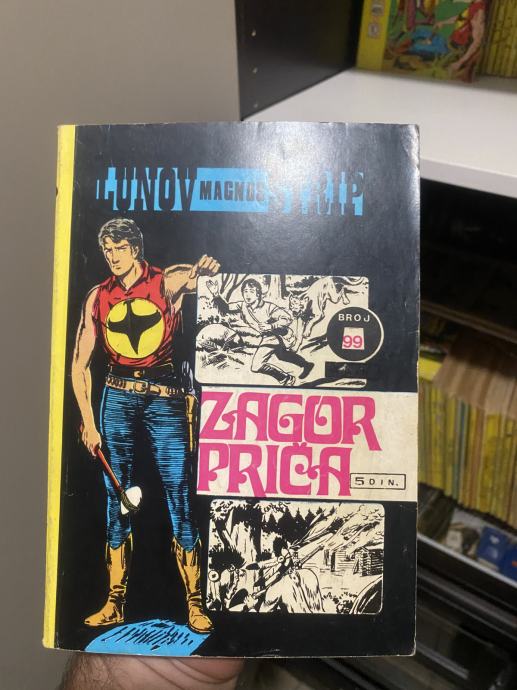 LUNOV MAGNUS STRIP
BROJ
99
ZAGOR
PRIČA
5 DIN.